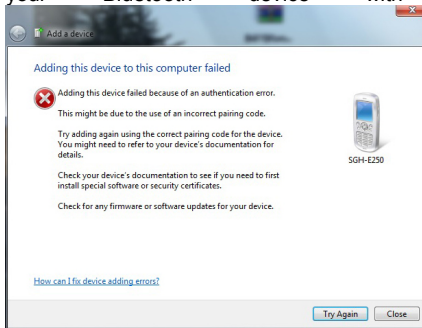 your Bluetooth device with
Add a device
Adding this device to this computer failed
Adding this device failed because of an authentication error.
This might be due to the use of an incorrect pairing code.
Try adding again using the correct pairing code for the device.
You might need to refer to your device's documentation for
details.
SGH-E250
Check your device's documentation to see if you need to first
install special software or security certificates.
Check for any firmware or software updates for your device.
How can I fix device adding errors?
Try Again Close